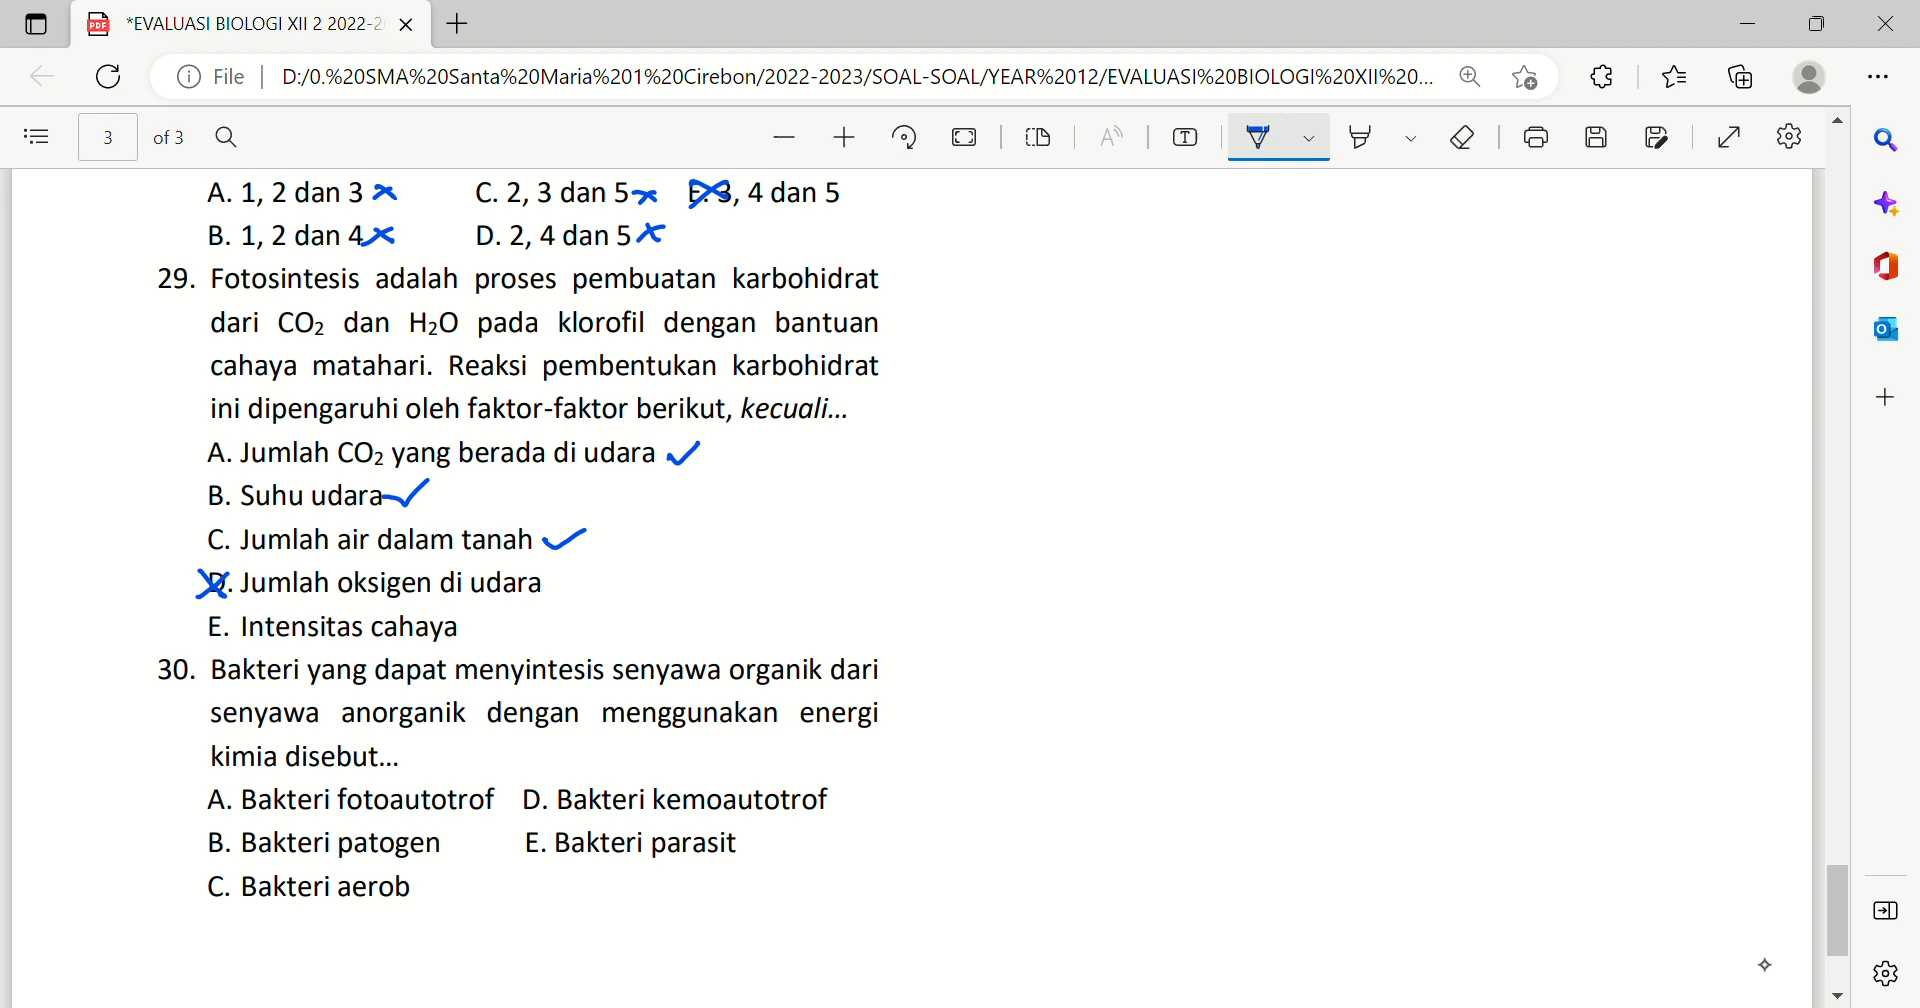 *EVALUASI BIOLOGI XII 2 2022-2
File D:/0.%20SMA%20Santa%20Maria%201%20Cirebon/2022-2023/SOAL-SOAL/YEAR%2012/EVALUASI%20BIOLOGI%20XII%20...
3 of 3
A. 1, 2 dan 3 C. 2, 3 dan 5 E. 3, 4 dan 5
B. 1, 2 dan 4 D. 2, 4 dan 5
29. Fotosintesis adalah proses pembuatan karbohidrat
dari CO₂ dan H₂O pada klorofil dengan bantuan
cahaya matahari. Reaksi pembentukan karbohidrat
ini dipengaruhi oleh faktor-faktor berikut, kecuali...
A. Jumlah CO₂ yang berada di udara
B. Suhu udara
C. Jumlah air dalam tanah
D. Jumlah oksigen di udara
E. Intensitas cahaya
30. Bakteri yang dapat menyintesis senyawa organik dari
senyawa anorganik dengan menggunakan energi
kimia disebut...
A. Bakteri fotoautotrof D. Bakteri kemoautotrof
B. Bakteri patogen E. Bakteri parasit
C. Bakteri aerob